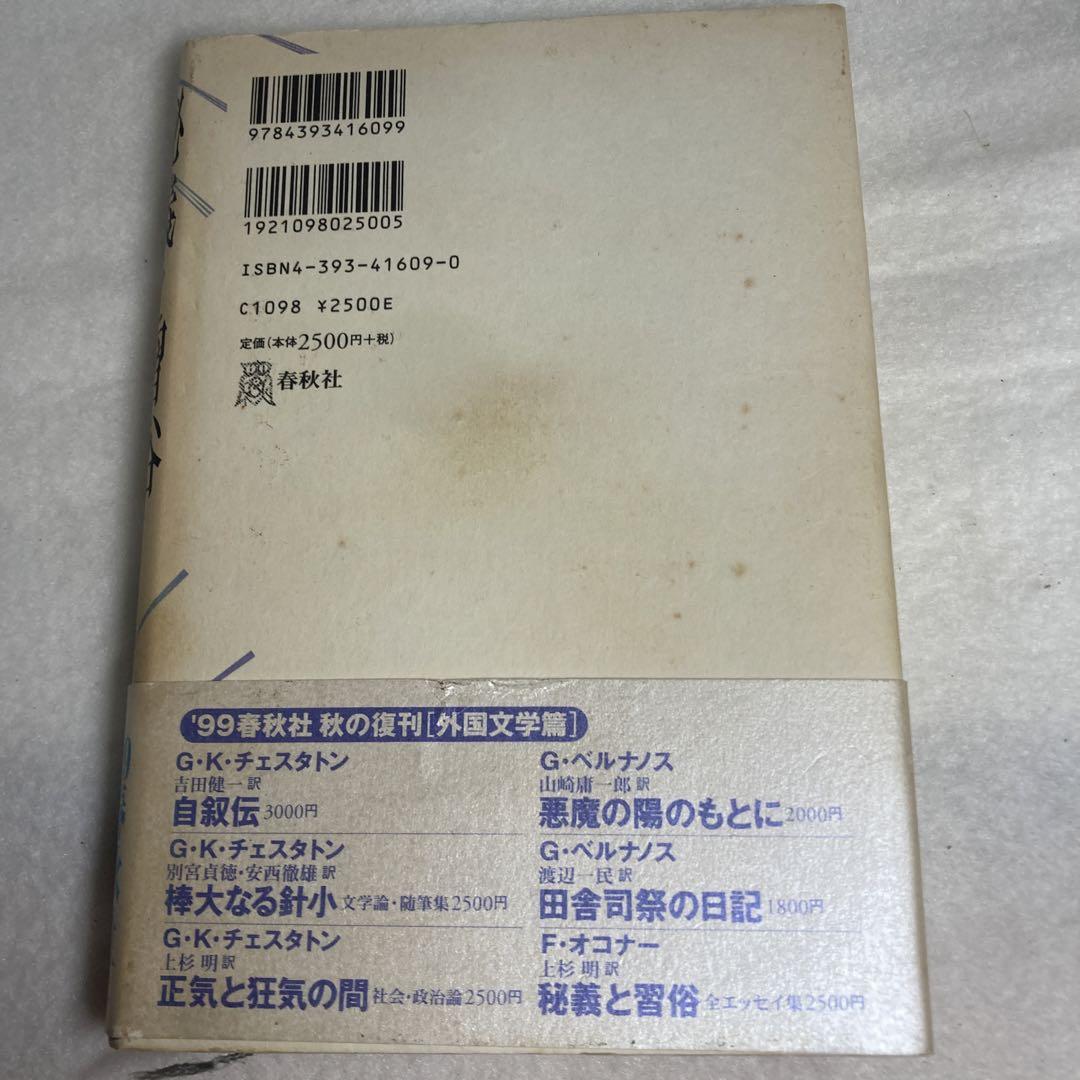 9784393416099
1921098025005
ISBN4-393-41609-0
C1098 ¥2500E
定価(本体2500円+税)
春秋社
'99春秋社 秋の復刊[外国文学篇]
G・K・チェスタトン
吉田健一 訳
自叙伝 3000円
G・K・チェスタトン
別宮貞徳・安西徹雄 訳
棒大なる針小 文学論・随筆集2500円
G・K・チェスタトン
上杉 明 訳
正気と狂気の間 社会・政治論2500円
G・ベルナノス
山崎庸一郎 訳
悪魔の陽のもとに 2000円
G・ベルナノス
渡辺一民 訳
田舎司祭の日記 1800円
F・オコナー
上杉 明 訳
秘義と習俗 全エッセイ集2500円